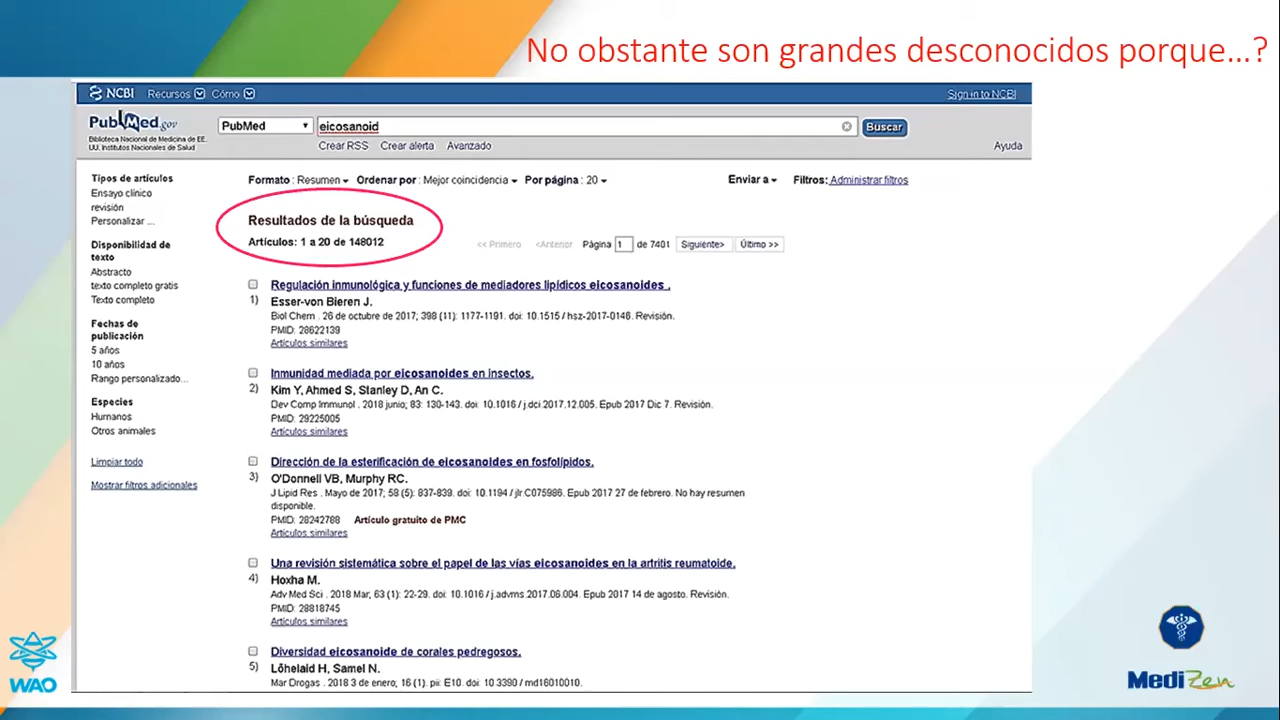 No obstante son grandes desconocidos porque...?
NCBI Recursos Cómo Sign in to NCBI
PubMed.gov
Biblioteca Nacional de Medicina de EE.
UU. Institutos Nacionales de Salud
PubMed eicosanoid Buscar
Crear RSS Crear alerta Avanzado Ayuda
Tipos de artículos
Ensayo clínico
revisión
Personalizar ...
Disponibilidad de
texto
Abstracto
texto completo gratis
Texto completo
Fechas de
publicación
5 años
10 años
Rango personalizado...
Especies
Humanos
Otros animales
Limpiar todo
Mostrar filtros adicionales
Formato : Resumen Ordenar por : Mejor coincidencia Por página : 20 Enviar a Filtros: Administrar filtros
Resultados de la búsqueda
Artículos: 1 a 20 de 148012 << Primero <Anterior Página 1 de 7401 Siguiente> Último >>
Regulación inmunológica y funciones de mediadores lipídicos eicosanoides .
1) Esser-von Bieren J.
Biol Chem . 26 de octubre de 2017; 398 (11): 1177-1191. doi: 10.1515 / hsz-2017-0146. Revisión.
PMID: 28622139
Artículos similares
Inmunidad mediada por eicosanoides en insectos.
2) Kim Y, Ahmed S, Stanley D, An C.
Dev Comp Immunol . 2018 junio; 83: 130-143. doi: 10.1016 / j.dci.2017.12.005. Epub 2017 Dic 7. Revisión.
PMID: 29225005
Artículos similares
Dirección de la esterificación de eicosanoides en fosfolípidos.
3) O'Donnell VB, Murphy RC.
J Lipid Res . Mayo de 2017; 58 (5): 837-839. doi: 10.1194 / jlr.C075986. Epub 2017 27 de febrero. No hay resumen
disponible.
PMID: 28242788 Artículo gratuito de PMC
Artículos similares
Una revisión sistemática sobre el papel de las vías eicosanoides en la artritis reumatoide.
4) Hoxha M.
Adv Med Sci . 2018 Mar; 63 (1): 22-29. doi: 10.1016 / j.advms.2017.06.004. Epub 2017 14 de agosto. Revisión.
PMID: 28818745
Artículos similares
Diversidad eicosanoide de corales pedregosos.
5) Lõhelaid H, Samel N.
Mar Drogas . 2018 3 de enero; 16 (1). pii: E10. doi: 10.3390 / md16010010.
WAO
MediZen